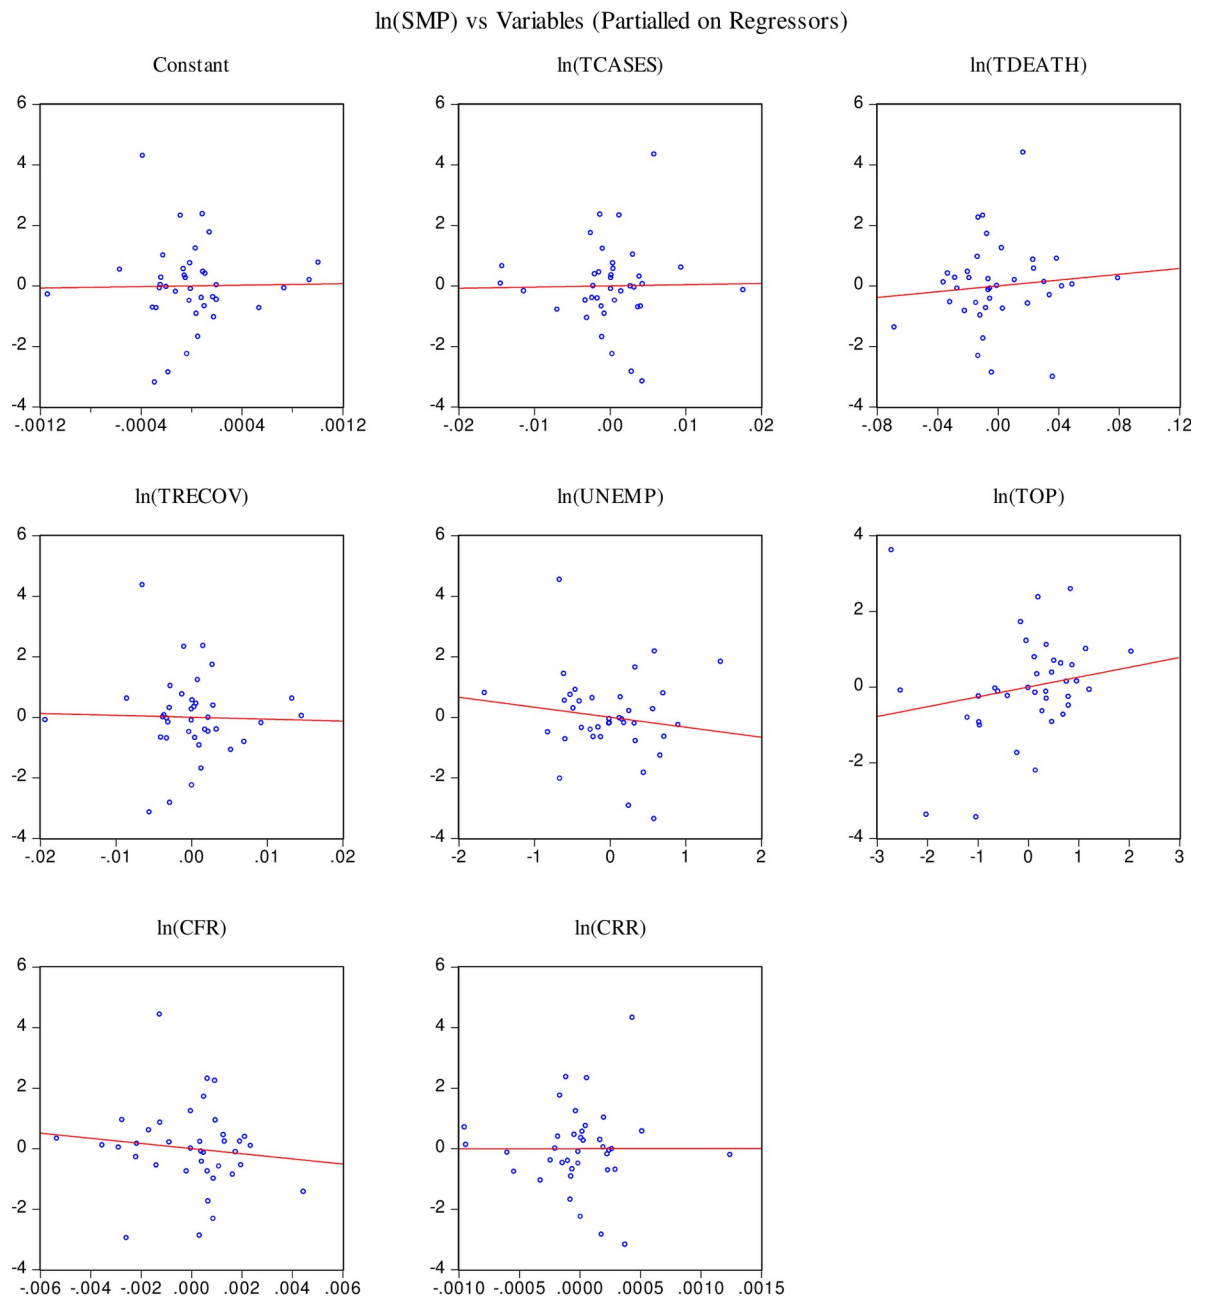 ln(SMP) vs Variables (Partialled on Regressors)
Constant
6
4
2
0
-2
-4
-.0012 -.0004 .0004 .0012
ln(TCASES)
6
4
2
0
-2
-4
-.02 -.01 .00 .01 .02
ln(TDEATH)
6
4
2
0
-2
-4
-.08 -.04 .00 .04 .08 .12
ln(TRECOV)
6
4
2
0
-2
-4
-.02 -.01 .00 .01 .02
ln(UNEMP)
6
4
2
0
-2
-4
-2 -1 0 1 2
ln(TOP)
4
2
0
-2
-4
-3 -2 -1 0 1 2 3
ln(CFR)
6
4
2
0
-2
-4
-.006 -.004 -.002 .000 .002 .004 .006
ln(CRR)
6
4
2
0
-2
-4
-.0010 -.0005 .0000 .0005 .0010 .0015